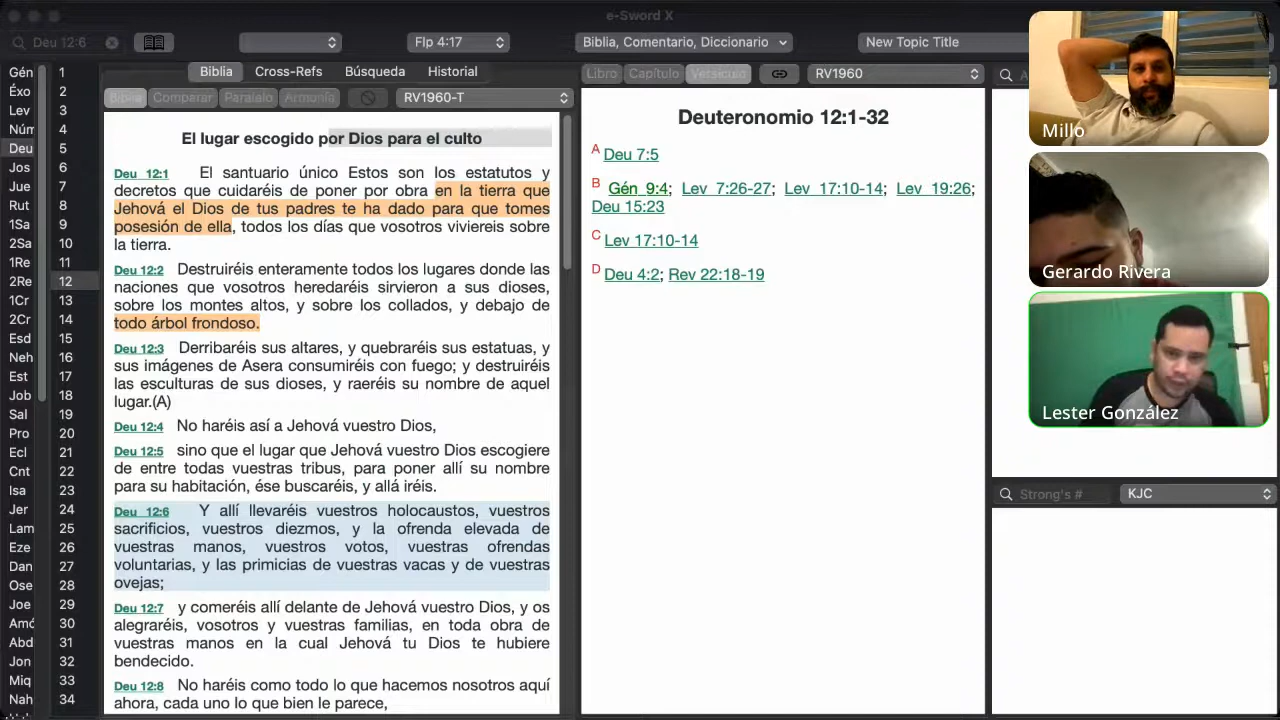 e-Sword X
Deu 12:6
Flp 4:17
Biblia, Comentario, Diccionario
New Topic Title
Biblia
Cross-Refs
Búsqueda
Historial
Biblia
Comparar
Paralelo
Armonía
RV1960-T
Libro
Capítulo
Versículo
RV1960
Gén
Éxo
Lev
Núm
Deu
Jos
Jue
Rut
1Sa
2Sa
1Re
2Re
1Cr
2Cr
Esd
Neh
Est
Job
Sal
Pro
Ecl
Cnt
Isa
Jer
Lam
Eze
Dan
Ose
Joe
Amó
Abd
Jon
Miq
Nah
1
2
3
4
5
6
7
8
9
10
11
12
13
14
15
16
17
18
19
20
21
22
23
24
25
26
27
28
29
30
31
32
33
34
El lugar escogido por Dios para el culto
Deu 12:1 El santuario único Estos son los estatutos y
decretos que cuidaréis de poner por obra en la tierra que
Jehová el Dios de tus padres te ha dado para que tomes
posesión de ella, todos los días que vosotros viviereis sobre
la tierra.
Deu 12:2 Destruiréis enteramente todos los lugares donde las
naciones que vosotros heredaréis sirvieron a sus dioses,
sobre los montes altos, y sobre los collados, y debajo de
todo árbol frondoso.
Deu 12:3 Derribaréis sus altares, y quebraréis sus estatuas, y
sus imágenes de Asera consumiréis con fuego; y destruiréis
las esculturas de sus dioses, y raeréis su nombre de aquel
lugar.(A)
Deu 12:4 No haréis así a Jehová vuestro Dios,
Deu 12:5 sino que el lugar que Jehová vuestro Dios escogiere
de entre todas vuestras tribus, para poner allí su nombre
para su habitación, ése buscaréis, y allá iréis.
Deu 12:6 Y allí llevaréis vuestros holocaustos, vuestros
sacrificios, vuestros diezmos, y la ofrenda elevada de
vuestras manos, vuestros votos, vuestras ofrendas
voluntarias, y las primicias de vuestras vacas y de vuestras
ovejas;
Deu 12:7 y comeréis allí delante de Jehová vuestro Dios, y os
alegraréis, vosotros y vuestras familias, en toda obra de
vuestras manos en la cual Jehová tu Dios te hubiere
bendecido.
Deu 12:8 No haréis como todo lo que hacemos nosotros aquí
ahora, cada uno lo que bien le parece,
Deuteronomio 12:1-32
A Deu 7:5
B Gén 9:4; Lev 7:26-27; Lev 17:10-14; Lev 19:26;
Deu 15:23
C Lev 17:10-14
D Deu 4:2; Rev 22:18-19
Millo
Gerardo Rivera
Lester González
Strong's #
KJC